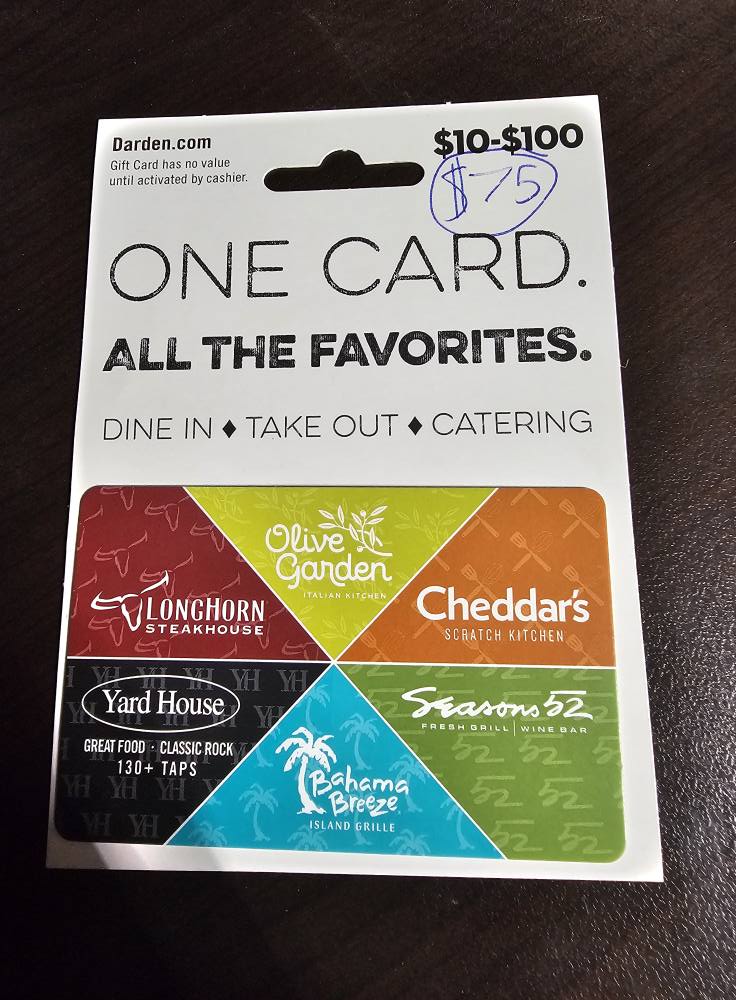 Darden.com
Gift Card has no value
until activated by cashier.
$10-$100
$75
ONE CARD.
ALL THE FAVORITES.
DINE IN ♦ TAKE OUT ♦ CATERING
Olive
Garden
ITALIAN KITCHEN
LONGHORN
STEAKHOUSE
Cheddar's
SCRATCH KITCHEN
Yard House
GREAT FOOD · CLASSIC ROCK
130+ TAPS
Seasons 52
FRESH GRILL | WINE BAR
Bahama
Breeze
ISLAND GRILLE